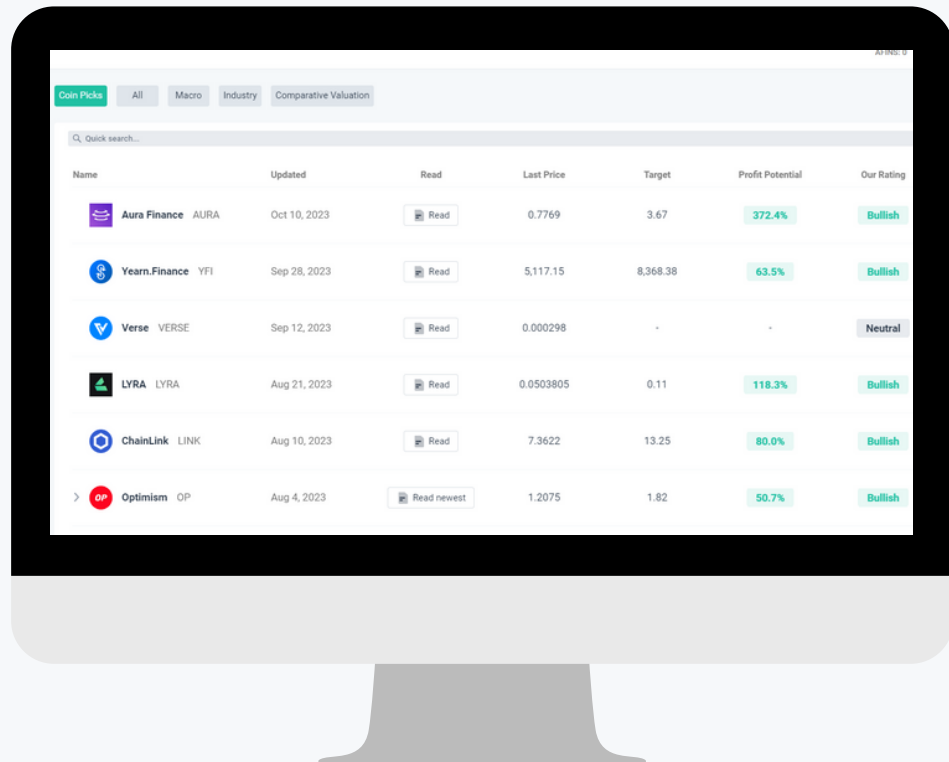 AFINS: 0
Coin Picks All Macro Industry Comparative Valuation
Quick search...
Name Updated Read Last Price Target Profit Potential Our Rating
Aura Finance AURA Oct 10, 2023 Read 0.7769 3.67 372.4% Bullish
Yearn.Finance YFI Sep 28, 2023 Read 5,117.15 8,368.38 63.5% Bullish
Verse VERSE Sep 12, 2023 Read 0.000298 - - Neutral
LYRA LYRA Aug 21, 2023 Read 0.0503805 0.11 118.3% Bullish
ChainLink LINK Aug 10, 2023 Read 7.3622 13.25 80.0% Bullish
OP Optimism OP Aug 4, 2023 Read newest 1.2075 1.82 50.7% Bullish